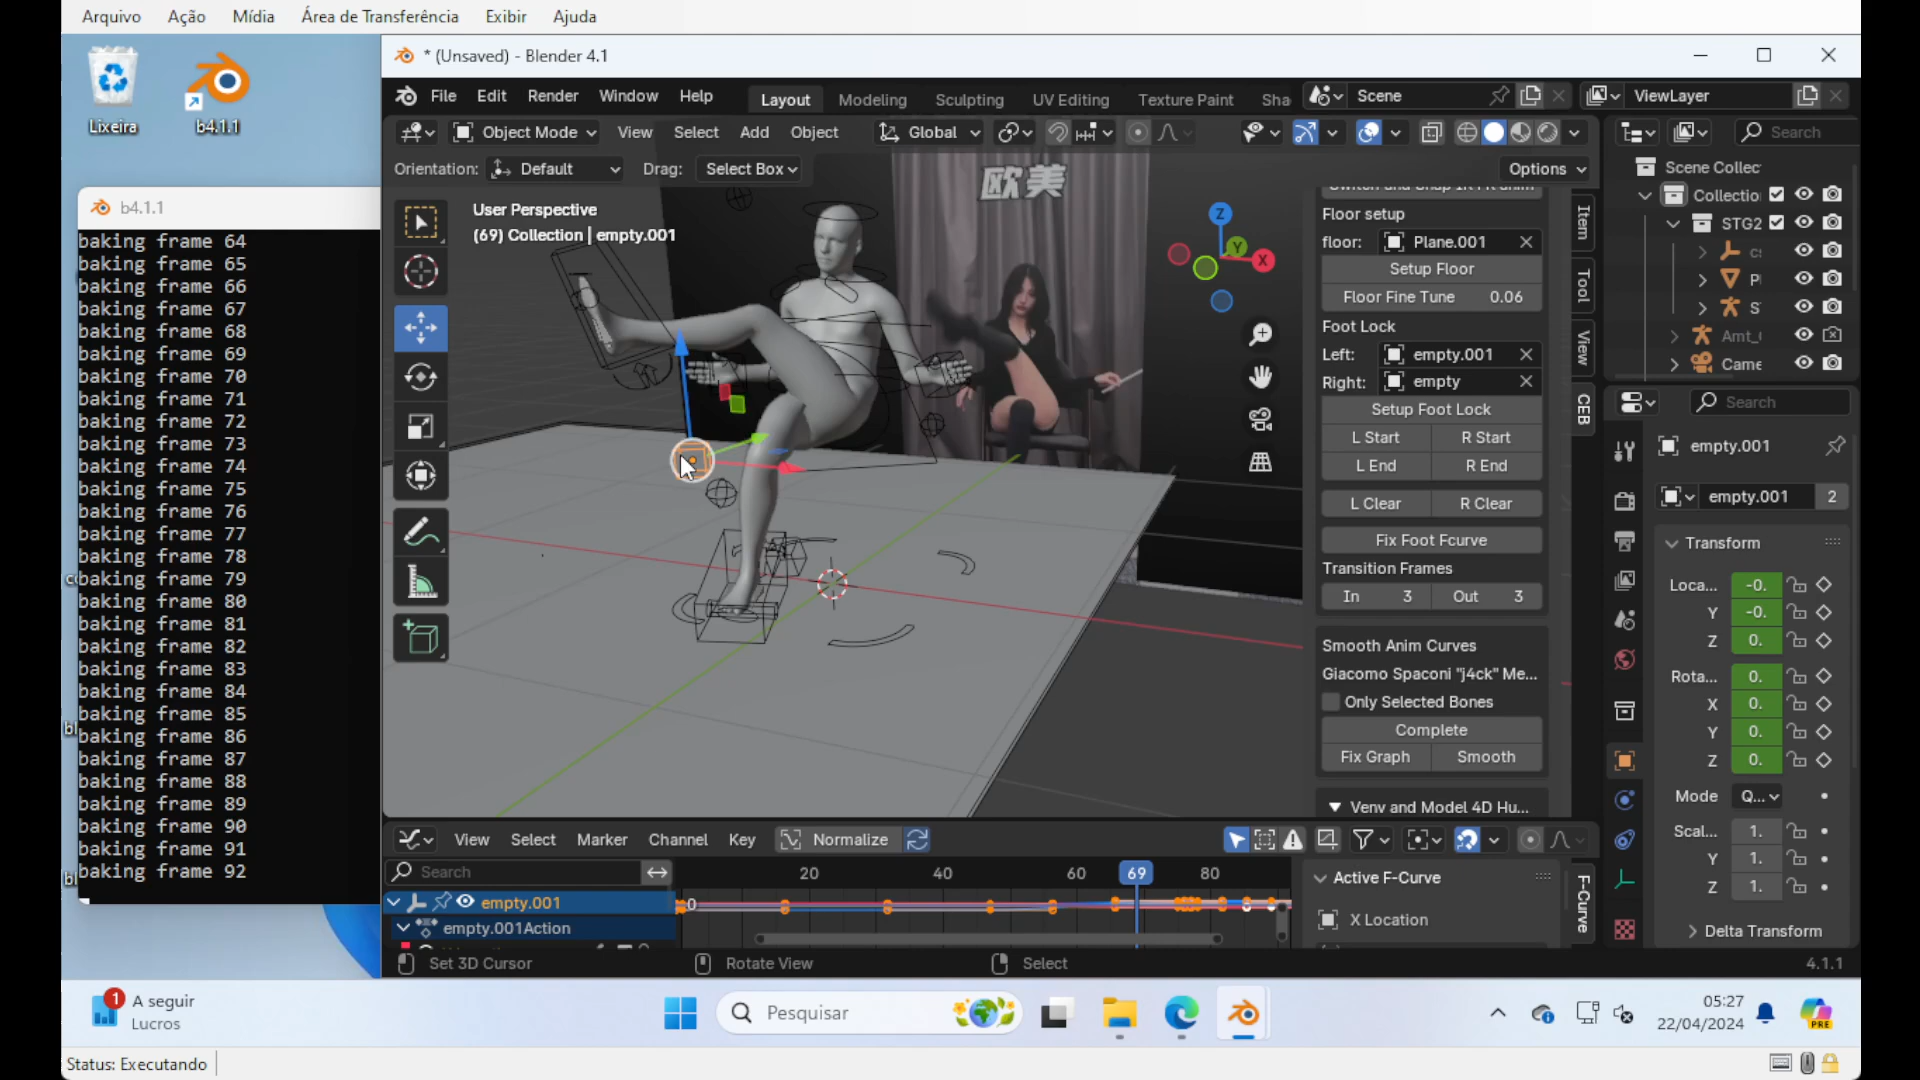 Arquivo Ação Mídia Área de Transferência Exibir Ajuda
* (Unsaved) - Blender 4.1
Lixeira
b4.1.1
File Edit Render Window Help
Layout Modeling Sculpting UV Editing Texture Paint Sha
Scene
ViewLayer
Object Mode View Select Add Object Global
Search
Orientation: Default Drag: Select Box
Options
User Perspective
(69) Collection | empty.001
欧美
Z
Y
X
Item
Tool
View
CEB
Floor setup
floor: Plane.001
Setup Floor
Floor Fine Tune 0.06
Foot Lock
Left: empty.001
Right: empty
Setup Foot Lock
L Start R Start
L End R End
L Clear R Clear
Fix Foot Fcurve
Transition Frames
In 3 Out 3
Smooth Anim Curves
Giacomo Spaconi "j4ck" Me...
Only Selected Bones
Complete
Fix Graph Smooth
Venv and Model 4D Hu...
Scene Collec
Collectio
STG2
Amt_
Came
Search
empty.001
empty.001 2
Transform
Loca... -0.
Y -0.
Z 0.
Rota... 0.
X 0.
Y 0.
Z 0.
Mode Q...
Scal... 1.
Y 1.
Z 1.
Delta Transform
b4.1.1
baking frame 64
baking frame 65
baking frame 66
baking frame 67
baking frame 68
baking frame 69
baking frame 70
baking frame 71
baking frame 72
baking frame 73
baking frame 74
baking frame 75
baking frame 76
baking frame 77
baking frame 78
baking frame 79
baking frame 80
baking frame 81
baking frame 82
baking frame 83
baking frame 84
baking frame 85
baking frame 86
baking frame 87
baking frame 88
baking frame 89
baking frame 90
baking frame 91
baking frame 92
View Select Marker Channel Key Normalize
Search
20 40 60 69 80
empty.001
0
empty.001Action
Active F-Curve
X Location
F-Curve
Set 3D Cursor
Rotate View
Select
4.1.1
1
A seguir
Lucros
Pesquisar
05:27
22/04/2024
PRE
Status: Executando